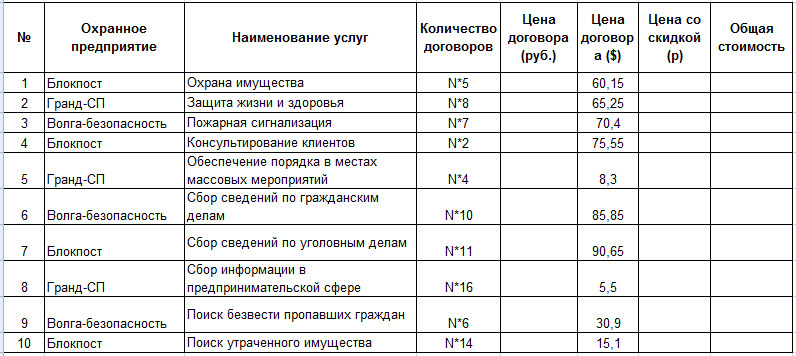 № Охранное предприятие Наименование услуг Количество договоров Цена договора (руб.) Цена договор а ($) Цена со скидкой (р) Общая стоимость
1 Блокпост Охрана имущества N*5 60,15
2 Гранд-СП Защита жизни и здоровья N*8 65,25
3 Волга-безопасность Пожарная сигнализация N*7 70,4
4 Блокпост Консультирование клиентов N*2 75,55
5 Гранд-СП Обеспечение порядка в местах массовых мероприятий N*4 8,3
6 Волга-безопасность Сбор сведений по гражданским делам N*10 85,85
7 Блокпост Сбор сведений по уголовным делам N*11 90,65
8 Гранд-СП Сбор информации в предпринимательской сфере N*16 5,5
9 Волга-безопасность Поиск безвести пропавших граждан N*6 30,9
10 Блокпост Поиск утраченного имущества N*14 15,1